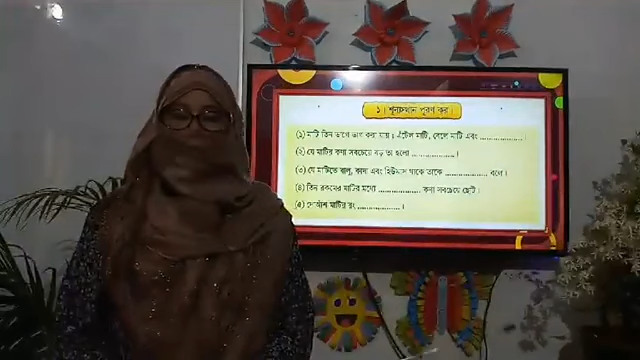 ১। শূন্যস্থান পূরণ কর।
(১) মাটি তিন ভাগে ভাগ করা যায়। এঁটেল মাটি, বেলে মাটি এবং ..................।
(২) যে মাটির কণা সবচেয়ে বড় তা হলো ..................।
(৩) যে মাটিতে বালু, কাদা এবং হিউমাস থাকে তাকে .................. বলে।
(৪) তিন রকমের মাটির মধ্যে .................. কণা সবচেয়ে ছোট।
(৫) দোআঁশ মাটির রং ..................।